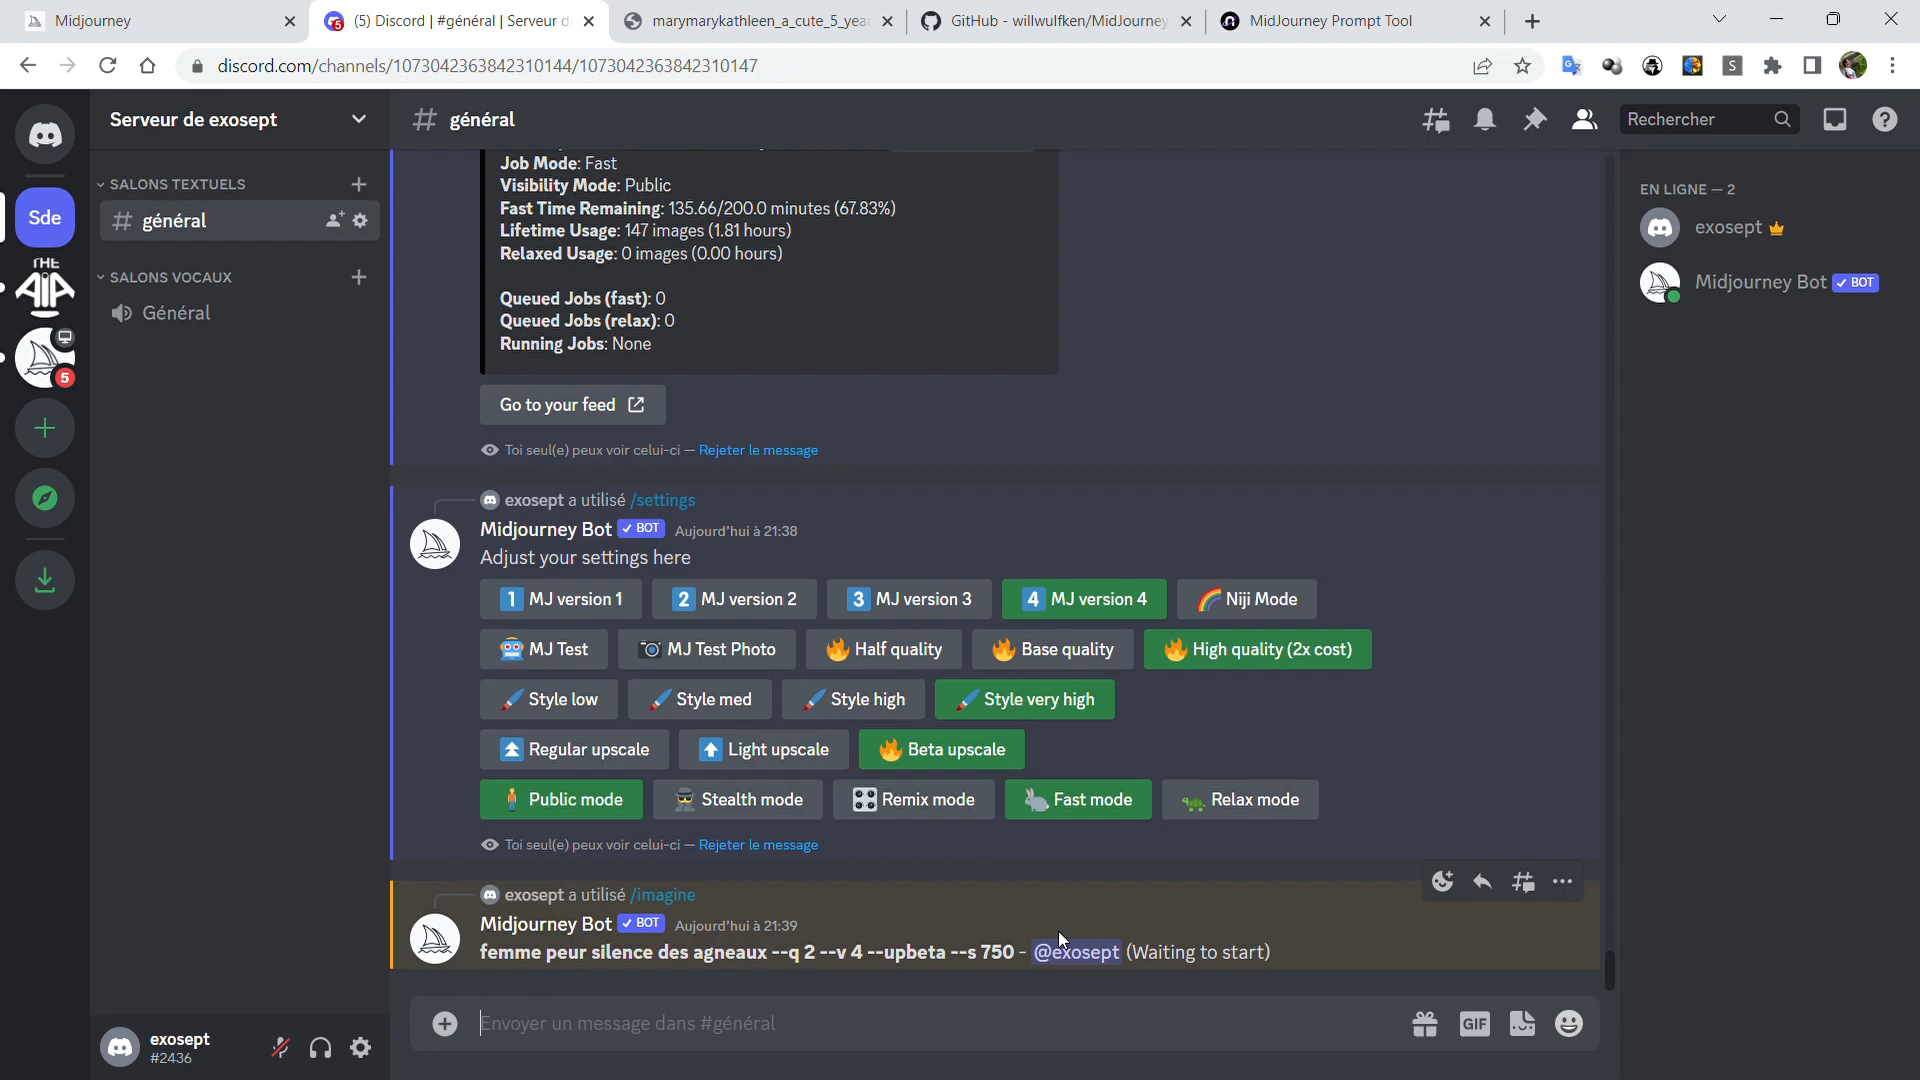 Midjourney
(5) Discord | #général | Serveur d
marymarykathleen_a_cute_5_yea
GitHub - willwulfken/MidJourney
MidJourney Prompt Tool
discord.com/channels/1073042363842310144/1073042363842310147
Serveur de exosept
général
Rechercher
SALONS TEXTUELS
général
SALONS VOCAUX
Général
Sde
THE
AIA
5
Job Mode: Fast
Visibility Mode: Public
Fast Time Remaining: 135.66/200.0 minutes (67.83%)
Lifetime Usage: 147 images (1.81 hours)
Relaxed Usage: 0 images (0.00 hours)
Queued Jobs (fast): 0
Queued Jobs (relax): 0
Running Jobs: None
Go to your feed
Toi seul(e) peux voir celui-ci — Rejeter le message
exosept a utilisé /settings
Midjourney Bot ✓ BOT Aujourd'hui à 21:38
Adjust your settings here
1 MJ version 1 2 MJ version 2 3 MJ version 3 4 MJ version 4 Niji Mode
MJ Test MJ Test Photo Half quality Base quality High quality (2x cost)
Style low Style med Style high Style very high
Regular upscale Light upscale Beta upscale
Public mode Stealth mode Remix mode Fast mode Relax mode
Toi seul(e) peux voir celui-ci — Rejeter le message
exosept a utilisé /imagine
Midjourney Bot ✓ BOT Aujourd'hui à 21:39
femme peur silence des agneaux --q 2 --v 4 --upbeta --s 750 - @exosept (Waiting to start)
Envoyer un message dans #général
GIF
EN LIGNE — 2
exosept
Midjourney Bot ✓ BOT
exosept
#2436